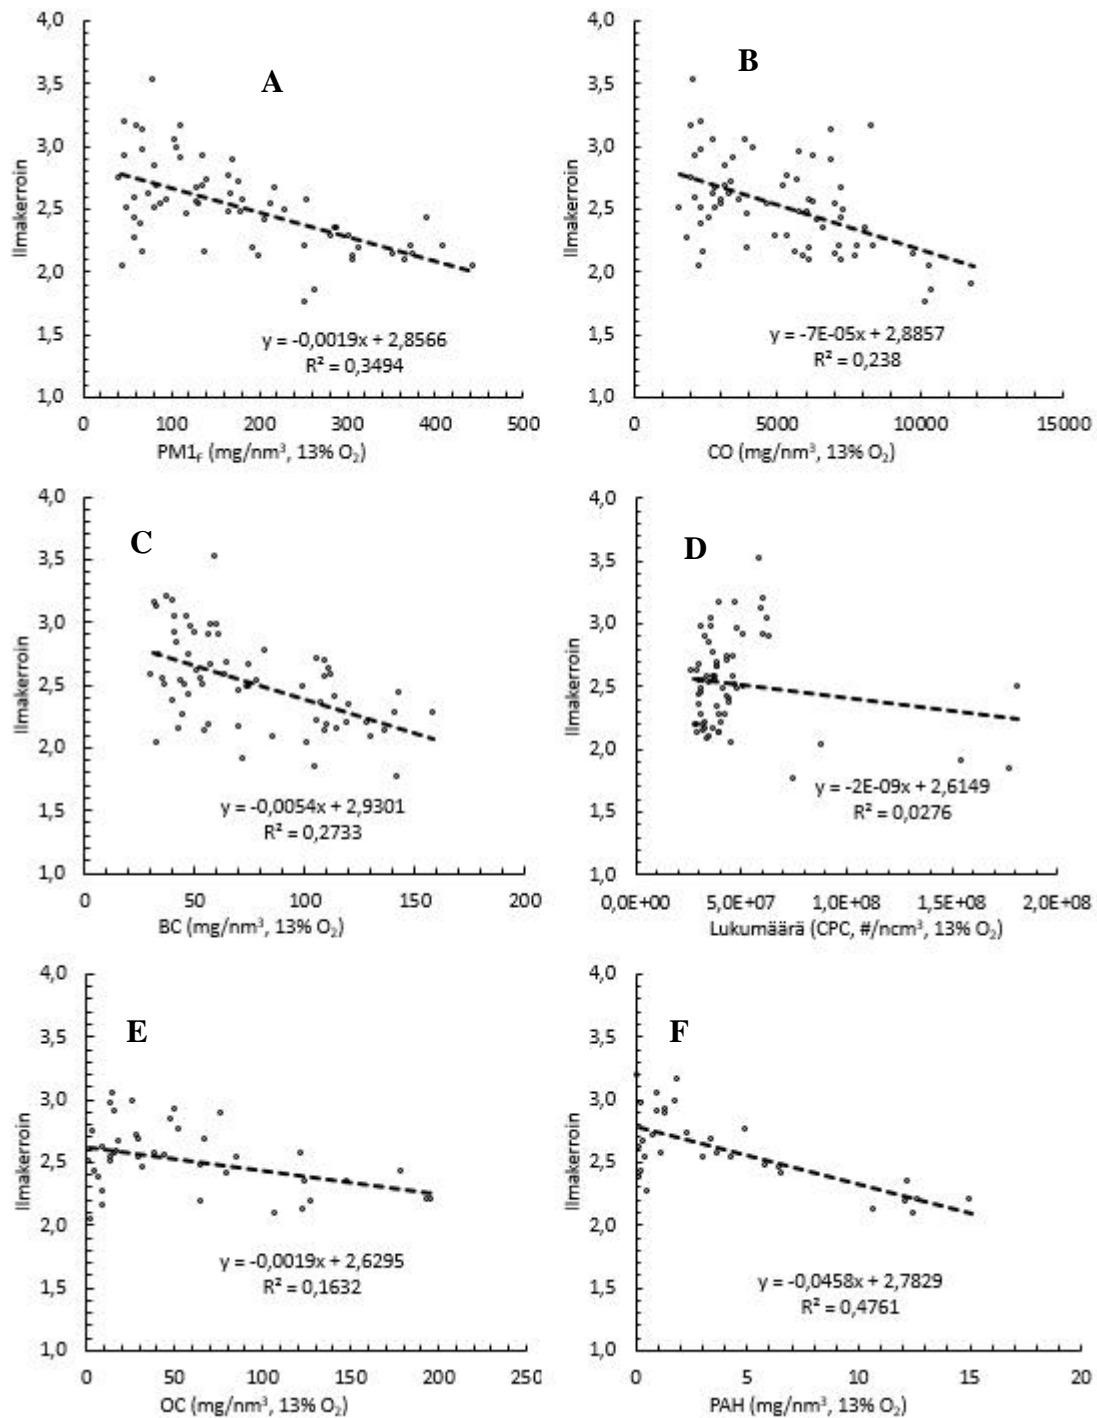 4,0
3,5
3,0
2,5
2,0
1,5
1,0
Ilmakerroin
A
y = -0,0019x + 2,8566
R² = 0,3494
0 100 200 300 400 500
PM1F (mg/nm³, 13% O₂)
4,0
3,5
3,0
2,5
2,0
1,5
1,0
Ilmakerroin
B
y = -7E-05x + 2,8857
R² = 0,238
0 5000 10000 15000
CO (mg/nm³, 13% O₂)
4,0
3,5
3,0
2,5
2,0
1,5
1,0
Ilmakerroin
C
y = -0,0054x + 2,9301
R² = 0,2733
0 50 100 150 200
BC (mg/nm³, 13% O₂)
4,0
3,5
3,0
2,5
2,0
1,5
1,0
Ilmakerroin
D
y = -2E-09x + 2,6149
R² = 0,0276
0,0E+00 5,0E+07 1,0E+08 1,5E+08 2,0E+08
Lukumäärä (CPC, #/ncm³, 13% O₂)
4,0
3,5
3,0
2,5
2,0
1,5
1,0
Ilmakerroin
E
y = -0,0019x + 2,6295
R² = 0,1632
0 50 100 150 200 250
OC (mg/nm³, 13% O₂)
4,0
3,5
3,0
2,5
2,0
1,5
1,0
Ilmakerroin
F
y = -0,0458x + 2,7829
R² = 0,4761
0 5 10 15 20
PAH (mg/nm³, 13% O₂)